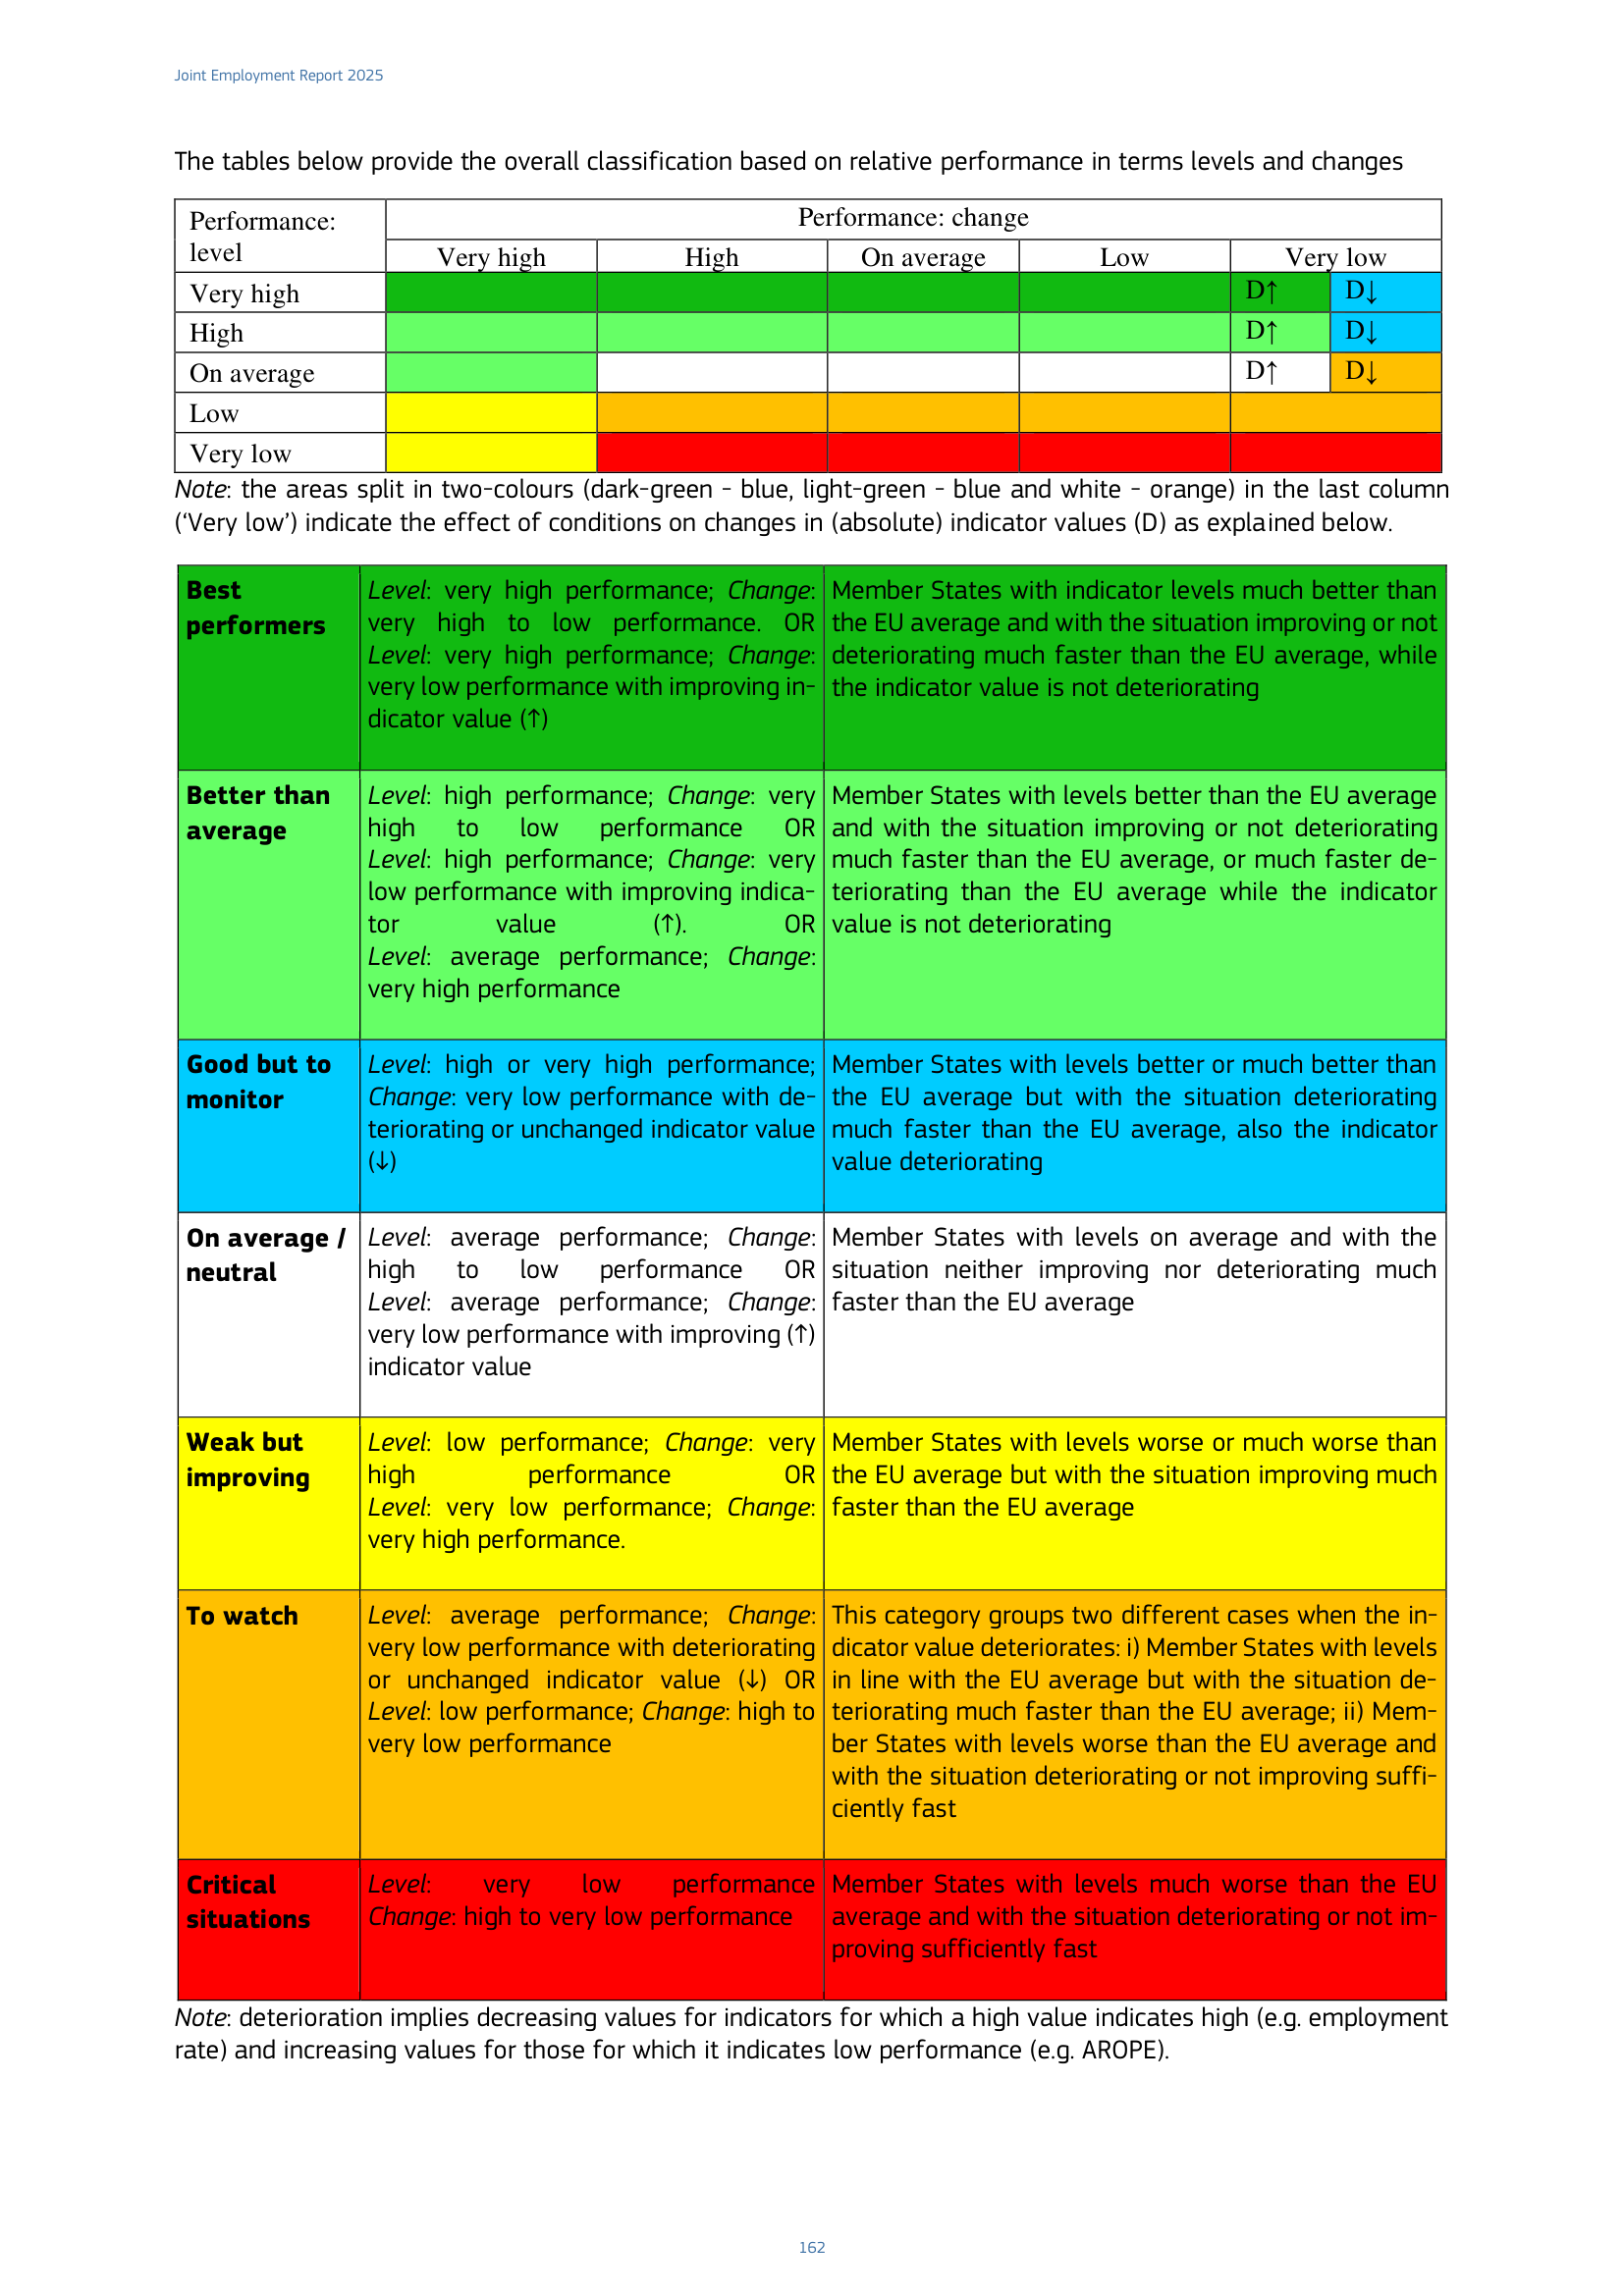 Joint Employment Report 2025
The tables below provide the overall classification based on relative performance in terms levels and changes
Performance: level
Performance: change
Very high High On average Low Very low
Very high D↑ D↓
High D↑ D↓
On average D↑ D↓
Low
Very low
Note: the areas split in two-colours (dark-green - blue, light-green - blue and white - orange) in the last column
(‘Very low’) indicate the effect of conditions on changes in (absolute) indicator values (D) as explained below.
Best
performers
Level: very high performance; Change:
very high to low performance. OR
Level: very high performance; Change:
very low performance with improving in-
dicator value (↑)
Member States with indicator levels much better than
the EU average and with the situation improving or not
deteriorating much faster than the EU average, while
the indicator value is not deteriorating
Better than
average
Level: high performance; Change: very
high to low performance OR
Level: high performance; Change: very
low performance with improving indica-
tor value (↑). OR
Level: average performance; Change:
very high performance
Member States with levels better than the EU average
and with the situation improving or not deteriorating
much faster than the EU average, or much faster de-
teriorating than the EU average while the indicator
value is not deteriorating
Good but to
monitor
Level: high or very high performance;
Change: very low performance with de-
teriorating or unchanged indicator value
(↓)
Member States with levels better or much better than
the EU average but with the situation deteriorating
much faster than the EU average, also the indicator
value deteriorating
On average /
neutral
Level: average performance; Change:
high to low performance OR
Level: average performance; Change:
very low performance with improving (↑)
indicator value
Member States with levels on average and with the
situation neither improving nor deteriorating much
faster than the EU average
Weak but
improving
Level: low performance; Change: very
high performance OR
Level: very low performance; Change:
very high performance.
Member States with levels worse or much worse than
the EU average but with the situation improving much
faster than the EU average
To watch
Level: average performance; Change:
very low performance with deteriorating
or unchanged indicator value (↓) OR
Level: low performance; Change: high to
very low performance
This category groups two different cases when the in-
dicator value deteriorates: i) Member States with levels
in line with the EU average but with the situation de-
teriorating much faster than the EU average; ii) Mem-
ber States with levels worse than the EU average and
with the situation deteriorating or not improving suffi-
ciently fast
Critical
situations
Level: very low performance
Change: high to very low performance
Member States with levels much worse than the EU
average and with the situation deteriorating or not im-
proving sufficiently fast
Note: deterioration implies decreasing values for indicators for which a high value indicates high (e.g. employment
rate) and increasing values for those for which it indicates low performance (e.g. AROPE).
162